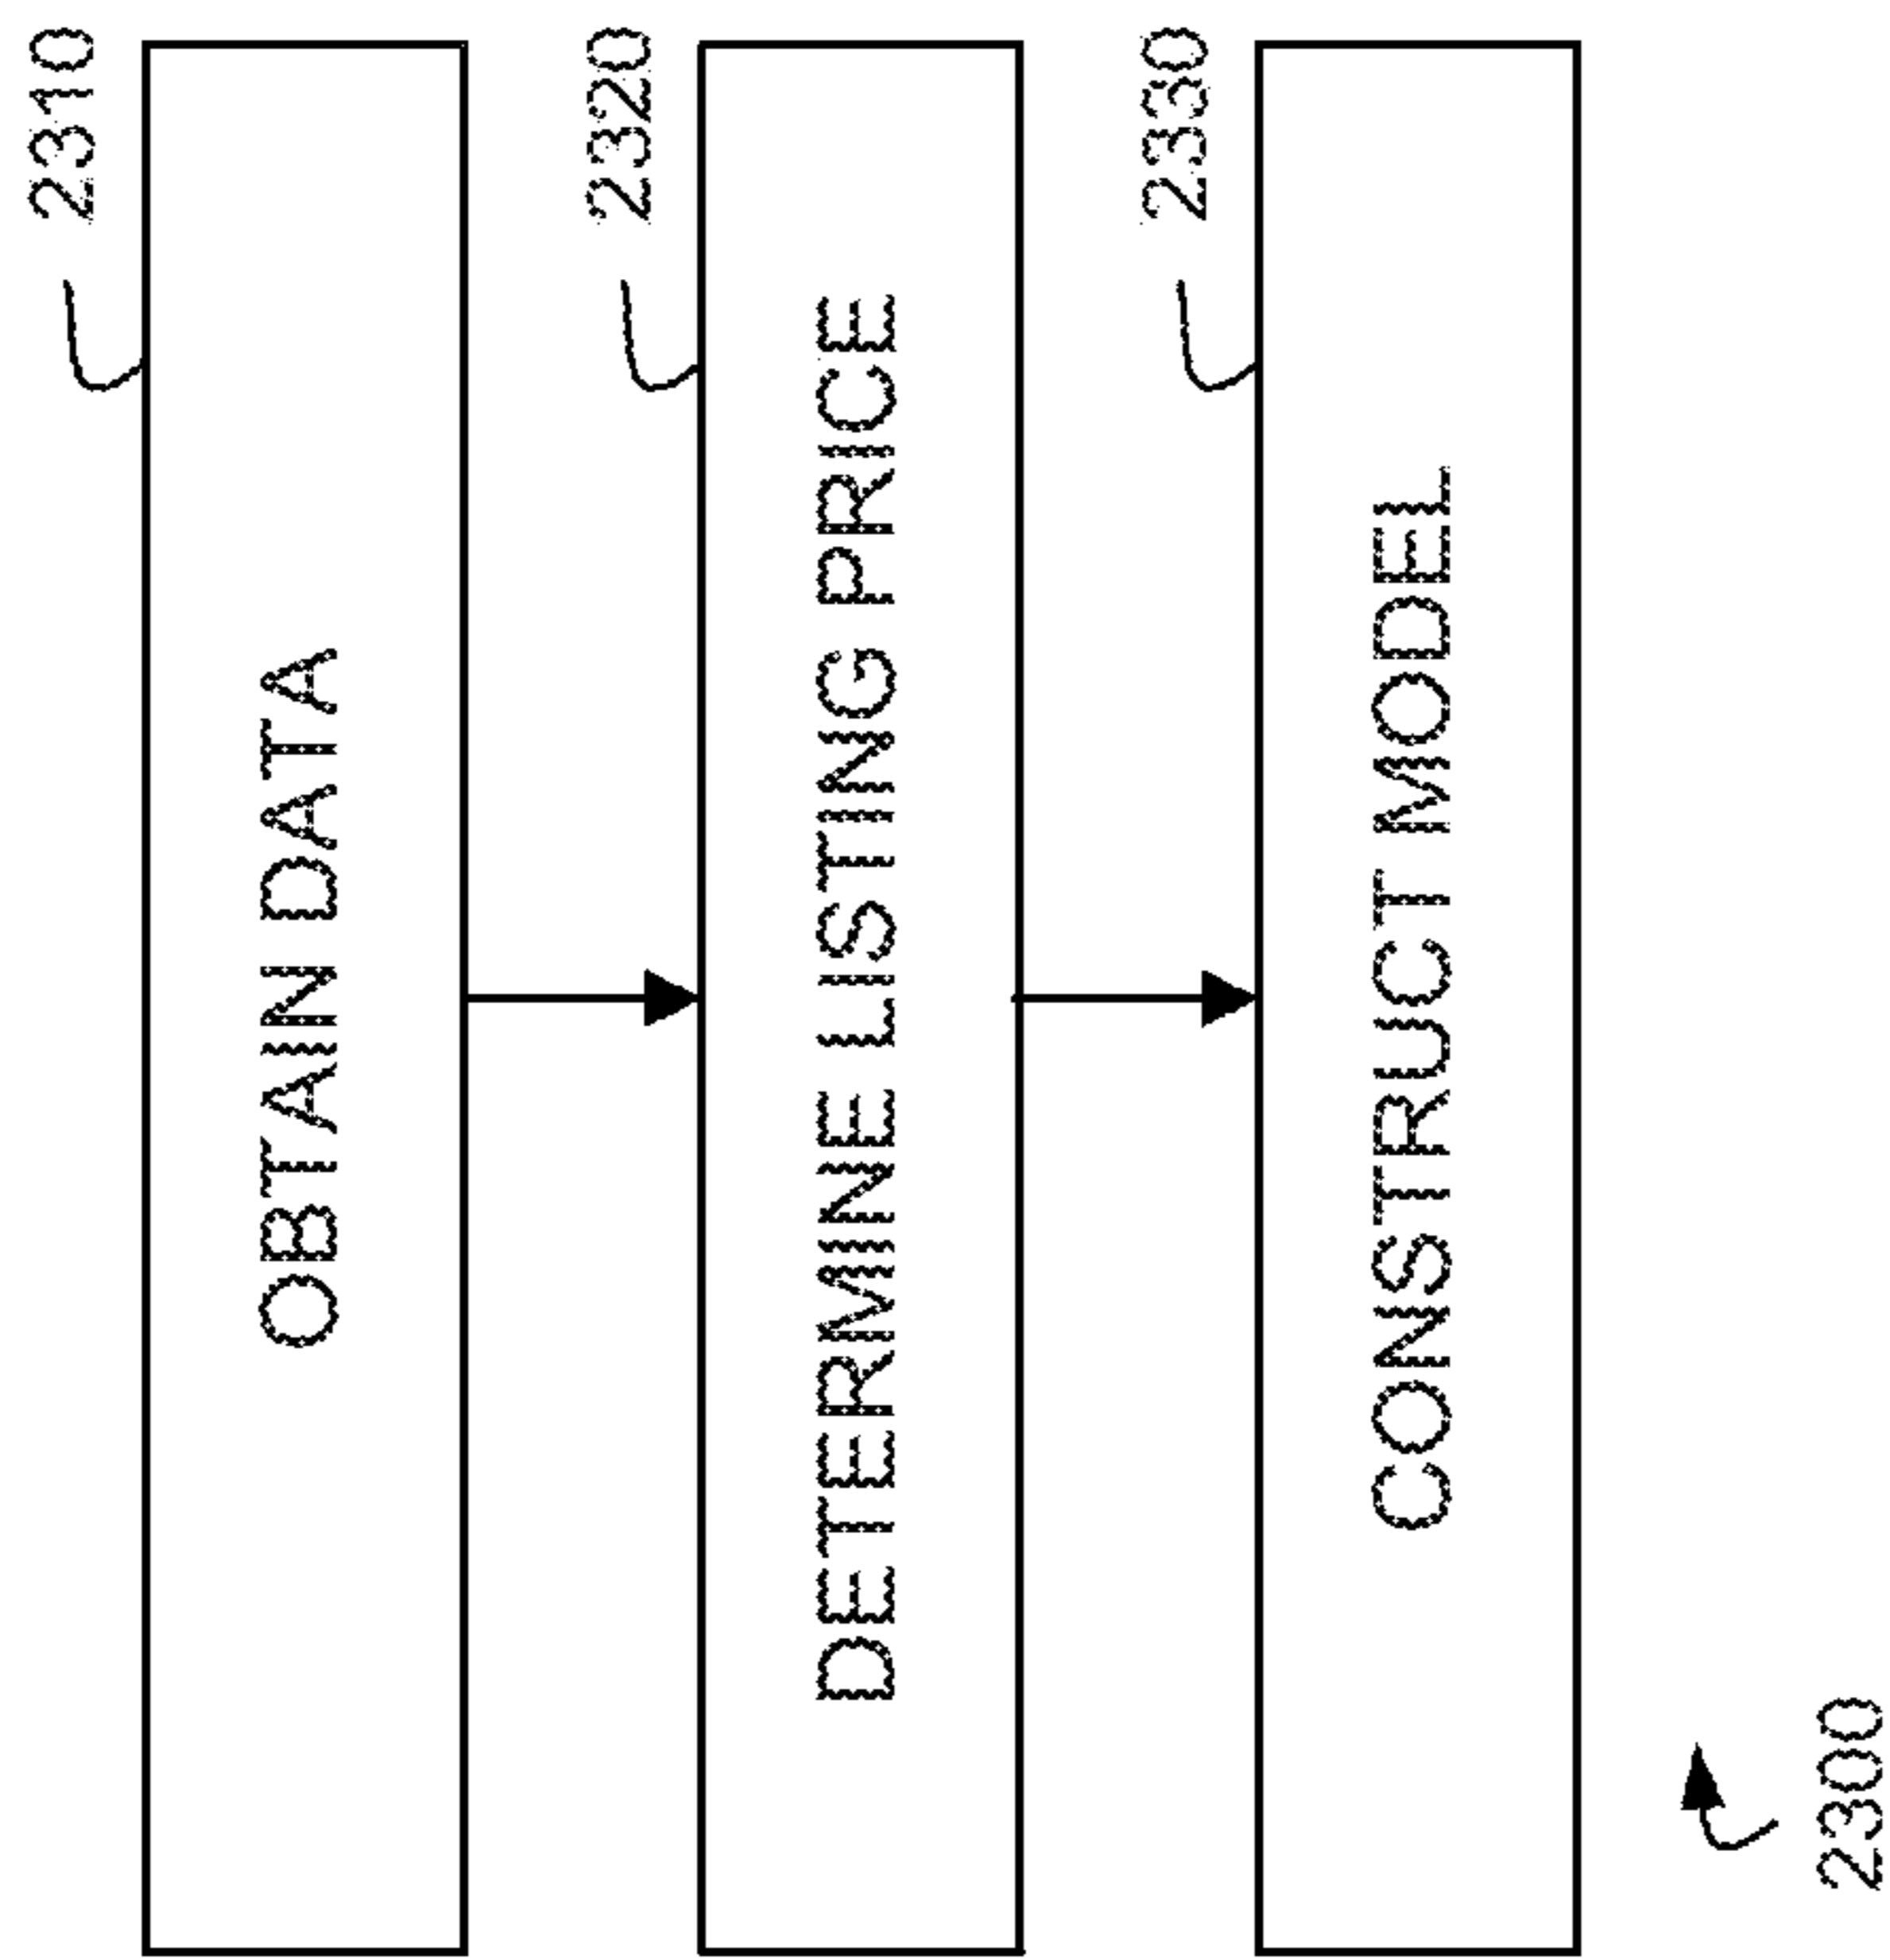 2310
OBTAIN DATA
2320
DETERMINE LISTING PRICE
2330
CONSTRUCT MODEL
2300